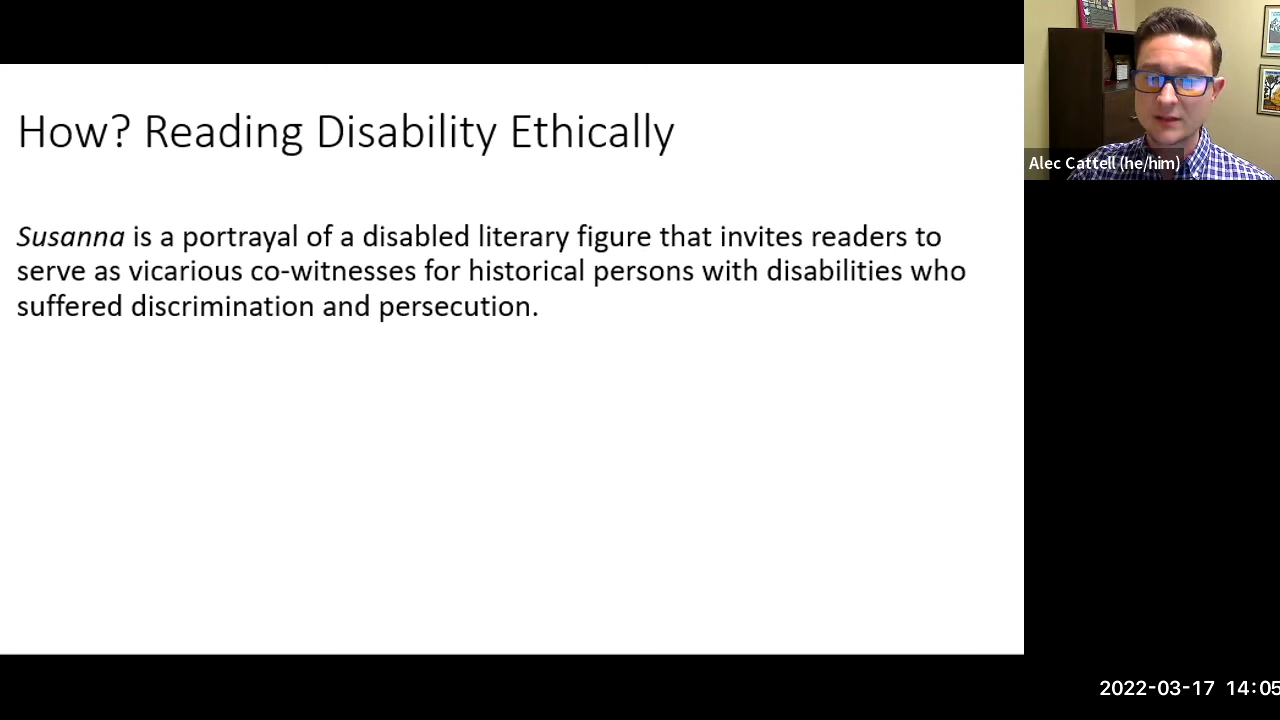 How? Reading Disability Ethically
Susanna is a portrayal of a disabled literary figure that invites readers to
serve as vicarious co-witnesses for historical persons with disabilities who
suffered discrimination and persecution.
Alec Cattell (he/him)
2022-03-17 14:05